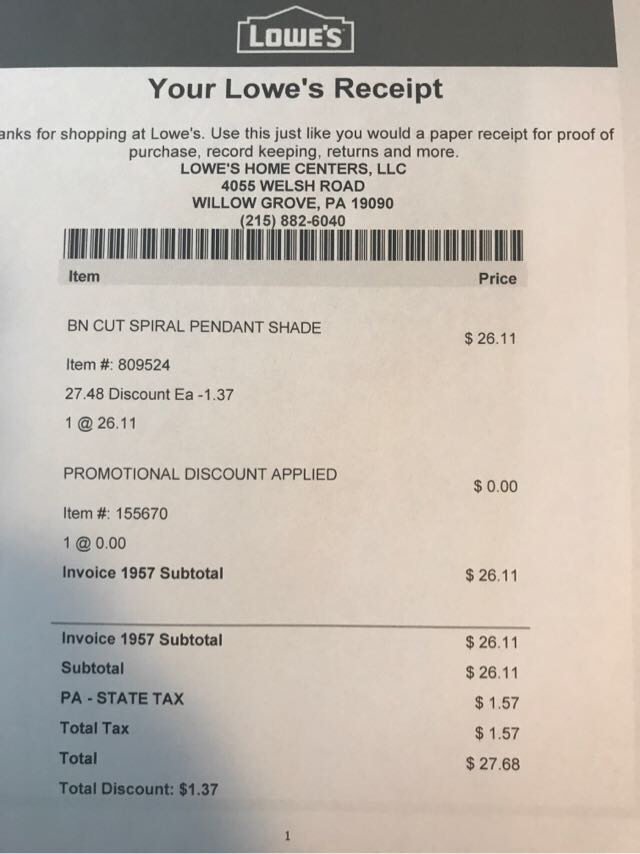 LOWE'S
Your Lowe's Receipt
anks for shopping at Lowe's. Use this just like you would a paper receipt for proof of
purchase, record keeping, returns and more.
LOWE'S HOME CENTERS, LLC
4055 WELSH ROAD
WILLOW GROVE, PA 19090
(215) 882-6040
Item Price
BN CUT SPIRAL PENDANT SHADE $ 26.11
Item #: 809524
27.48 Discount Ea -1.37
1 @ 26.11
PROMOTIONAL DISCOUNT APPLIED $ 0.00
Item #: 155670
1 @ 0.00
Invoice 1957 Subtotal $ 26.11
Invoice 1957 Subtotal $ 26.11
Subtotal $ 26.11
PA - STATE TAX $ 1.57
Total Tax $ 1.57
Total $ 27.68
Total Discount: $1.37
1